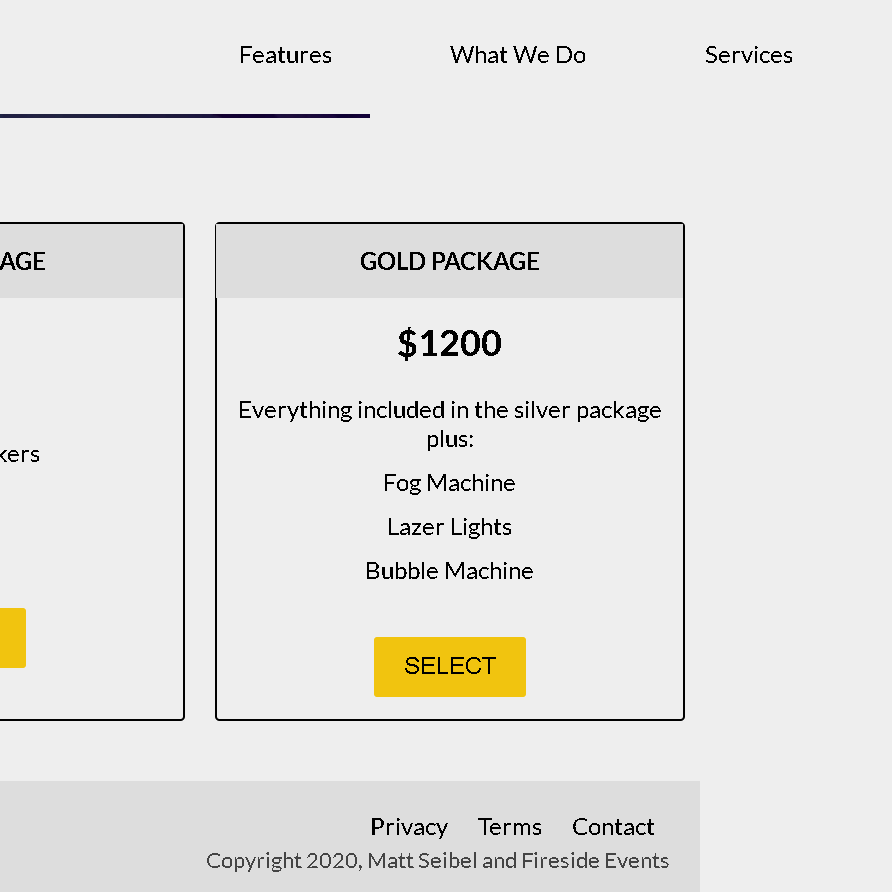 Features What We Do Services
GOLD PACKAGE
$1200
Everything included in the silver package
plus:
Fog Machine
Lazer Lights
Bubble Machine
SELECT
AGE
kers
Privacy Terms Contact
Copyright 2020, Matt Seibel and Fireside Events